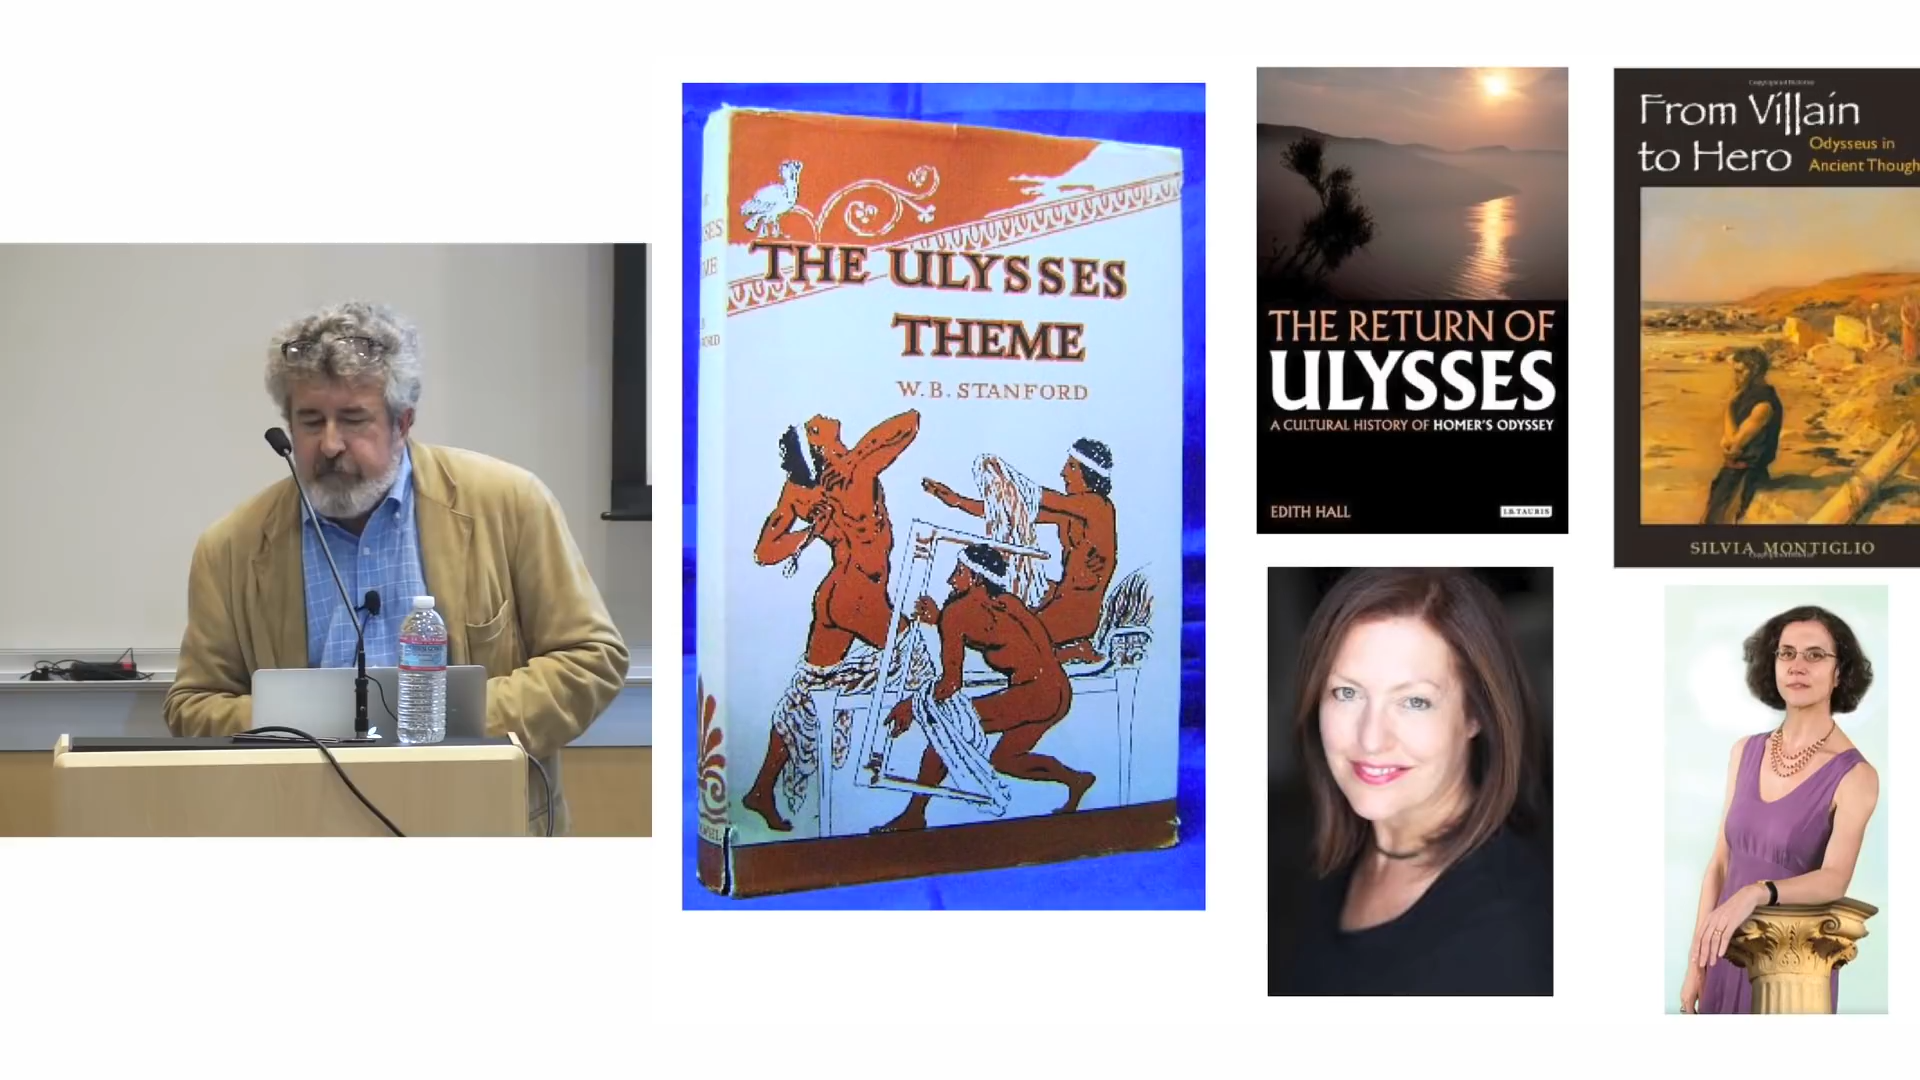 THE ULYSSES
THEME
W.B. STANFORD
THE RETURN OF
ULYSSES
A CULTURAL HISTORY OF HOMER'S ODYSSEY
EDITH HALL
I.B.TAURIS
From Villain
to Hero
Odysseus in
Ancient Though
SILVIA MONTIGLIO